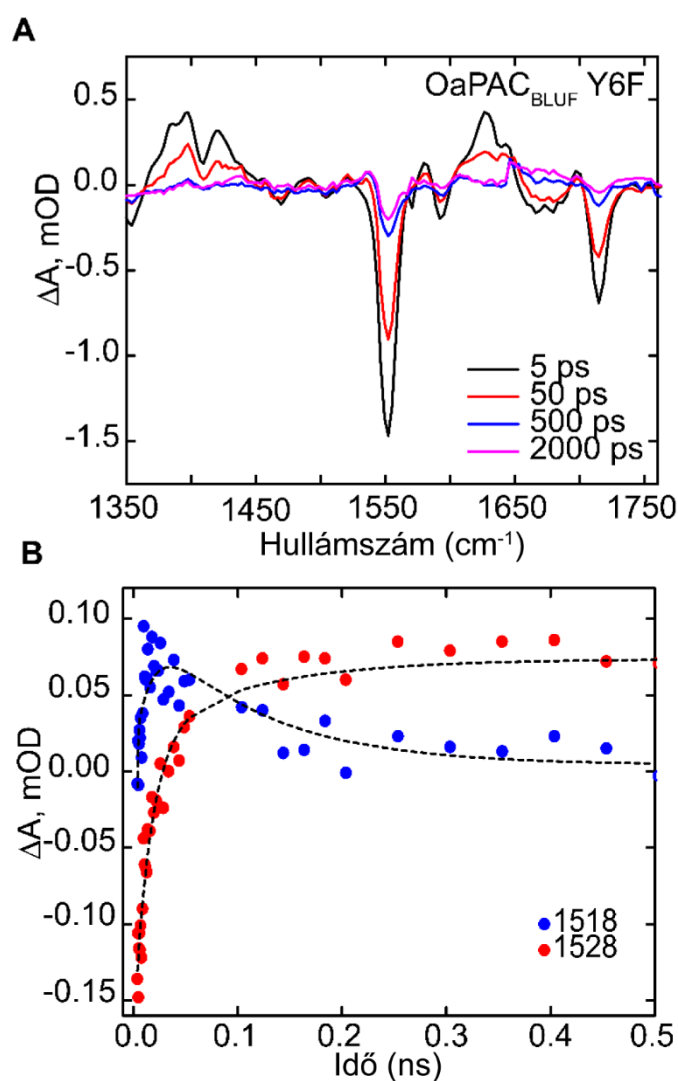 A
OaPAC_BLUF Y6F
0.5
0.0
-0.5
-1.0
-1.5
ΔA, mOD
5 ps
50 ps
500 ps
2000 ps
1350 1450 1550 1650 1750
Hullámszám (cm⁻¹)
B
0.10
0.05
0.00
-0.05
-0.10
-0.15
ΔA, mOD
1518
1528
0.0 0.1 0.2 0.3 0.4 0.5
Idő (ns)